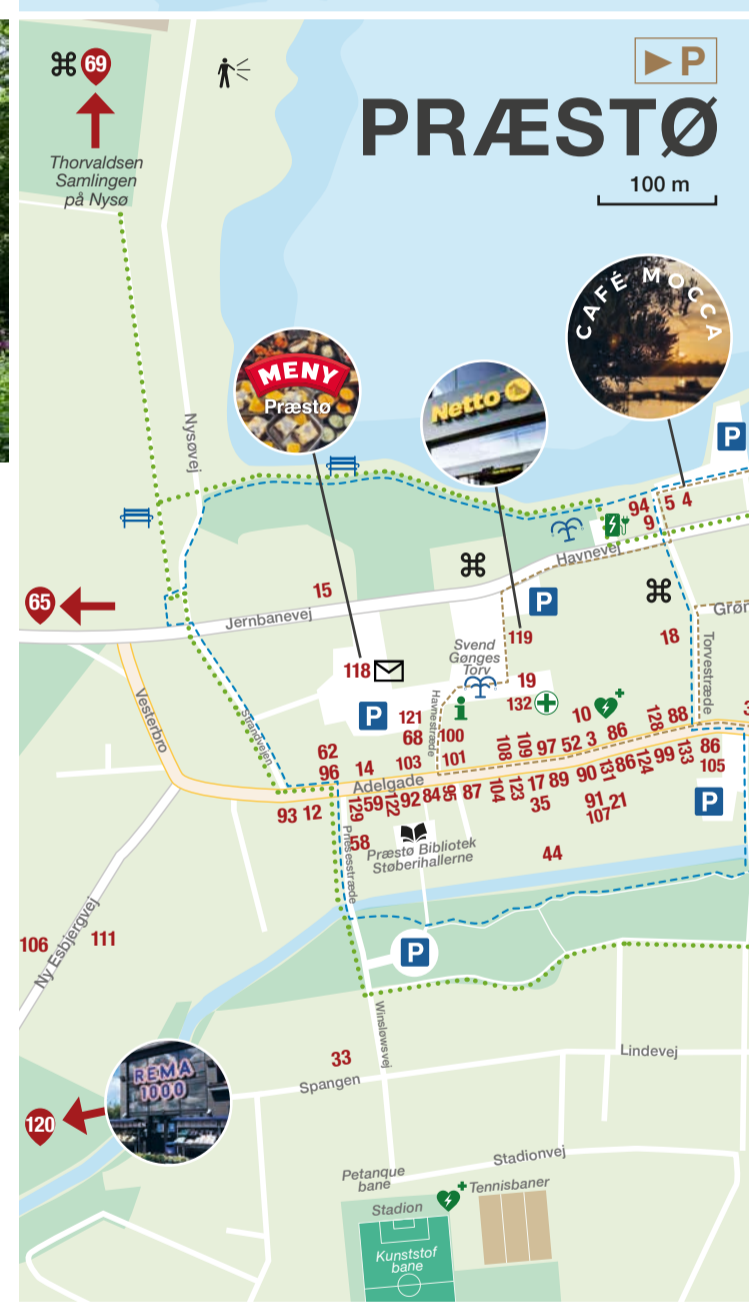 69
P
PRÆSTØ
Thorvaldsen
Samlingen
på Nysø
100 m
CAFÉ MOCCA
MENY
Præstø
Netto
P
Nysøvej
94 5 4
9
Havnevej
65
15
P
Jernbanevej
Grøn
119
18
Torvestræde
Svend
Gønges
Torv
118
19
132
Vesterbro
Strandvejen
P
121
Havnestræde
10
88
128
62
68
100
108
109
97 52 3 86
96
14
103
101
Adelgade
86
133
105
99
124
86
131
90
89
17
123
104
87
95
84
92
122
59
129
93 12
35
91 21
107
P
58
Præstø Bibliotek
Støberihallerne
44
Priesesstræde
106
111
Ny Esbjergvej
P
Winsløwsvej
33
Lindevej
REMA
1000
Spangen
120
Stadionvej
Petanque
bane
Tennisbaner
Stadion
Kunststof
bane